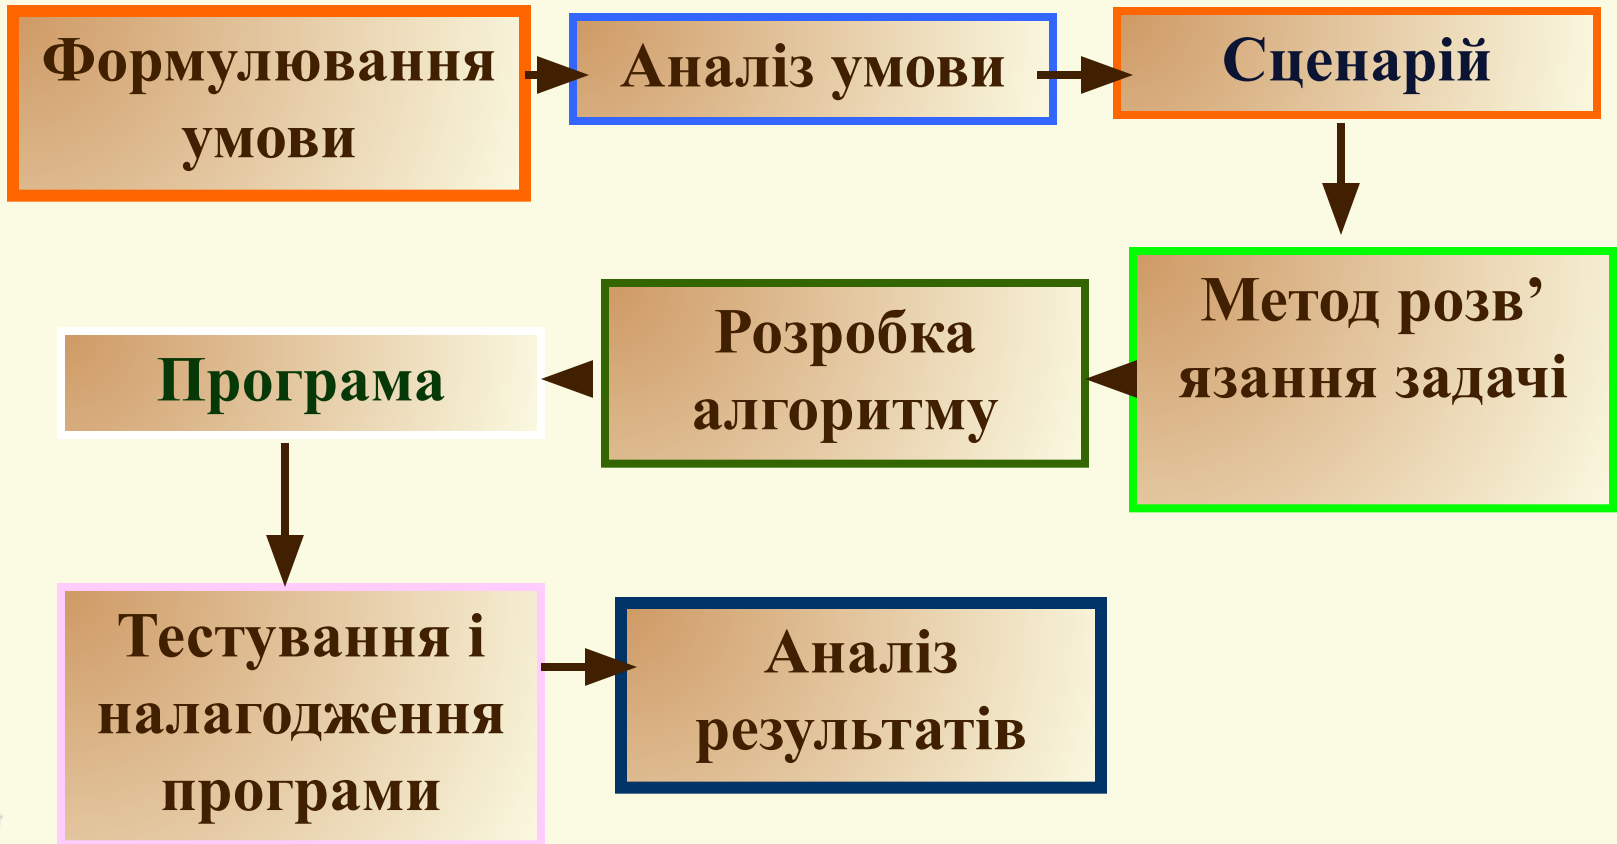 Формулювання
умови
Аналіз умови
Сценарій
Метод розв’
язання задачі
Розробка
алгоритму
Програма
Тестування і
налагодження
програми
Аналіз
результатів